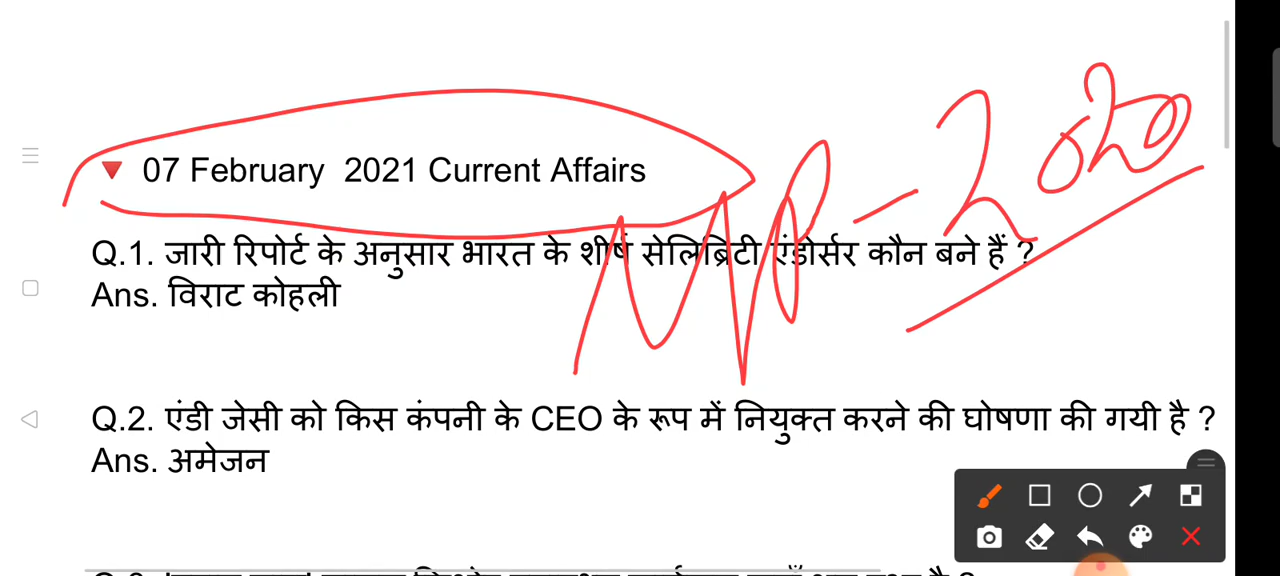 07 February 2021 Current Affairs
MP - 2020
Q.1. जारी रिपोर्ट के अनुसार भारत के शीर्ष सेलिब्रिटी एंडोर्सर कौन बने हैं ?
Ans. विराट कोहली
Q.2. एंडी जेसी को किस कंपनी के CEO के रूप में नियुक्त करने की घोषणा की गयी है ?
Ans. अमेजन